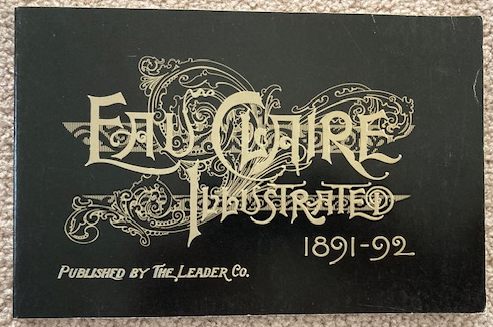 EAU CLAIRE
ILLUSTRATED
1891-92
PUBLISHED BY THE LEADER CO.